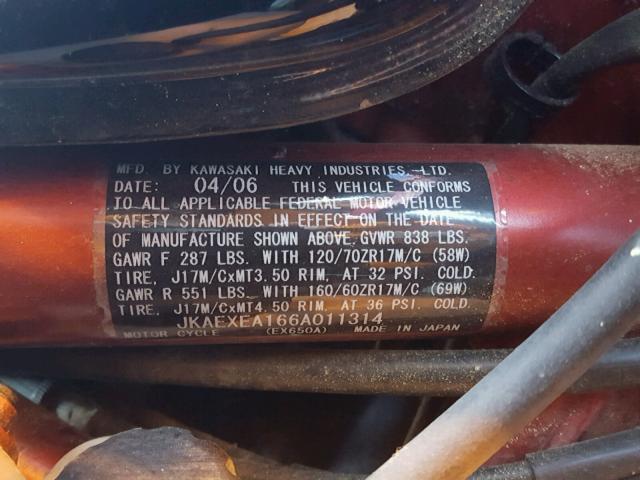 MFD. BY KAWASAKI HEAVY INDUSTRIES, LTD.
DATE: 04/06 THIS VEHICLE CONFORMS
TO ALL APPLICABLE FEDERAL MOTOR VEHICLE
SAFETY STANDARDS IN EFFECT ON THE DATE
OF MANUFACTURE SHOWN ABOVE. GVWR 838 LBS.
GAWR F 287 LBS. WITH 120/70ZR17M/C (58W)
TIRE, J17M/CxMT3.50 RIM, AT 32 PSI. COLD.
GAWR R 551 LBS. WITH 160/60ZR17M/C (69W)
TIRE, J17M/CxMT4.50 RIM, AT 36 PSI. COLD.
JKAEXEA166A011314
MOTOR CYCLE (EX650A) MADE IN JAPAN